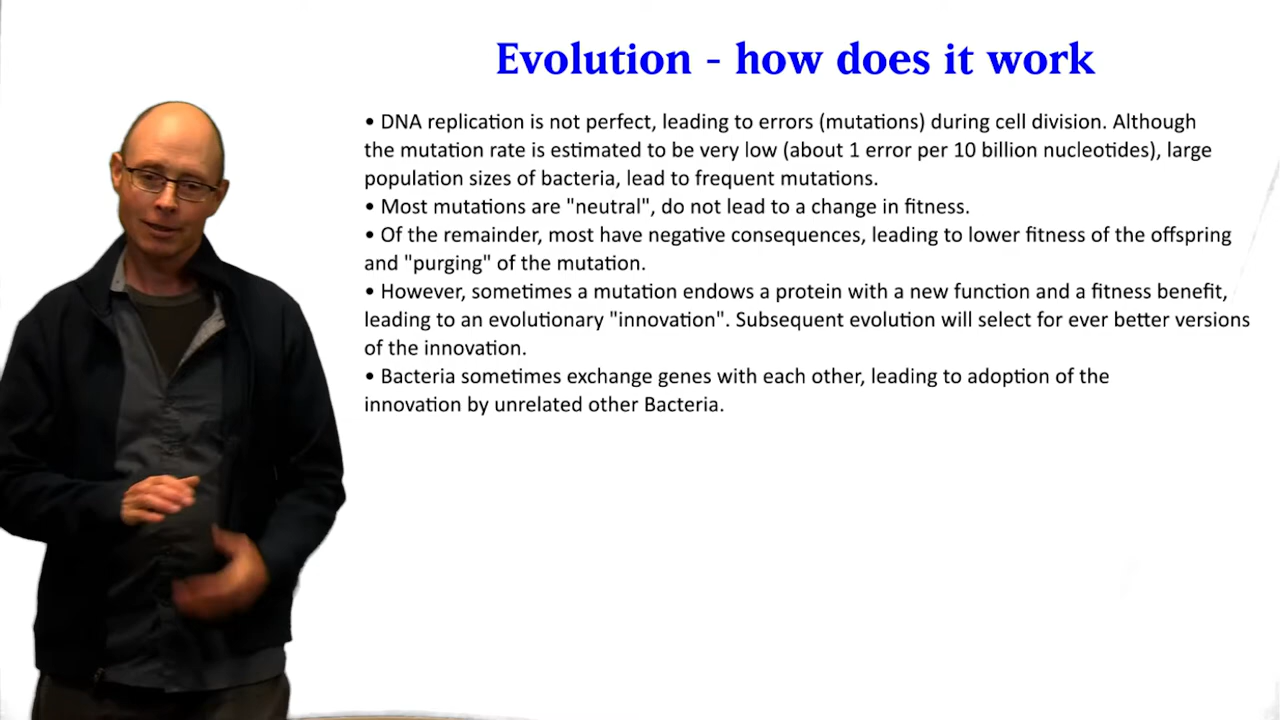 Evolution - how does it work
• DNA replication is not perfect, leading to errors (mutations) during cell division. Although
the mutation rate is estimated to be very low (about 1 error per 10 billion nucleotides), large
population sizes of bacteria, lead to frequent mutations.
• Most mutations are "neutral", do not lead to a change in fitness.
• Of the remainder, most have negative consequences, leading to lower fitness of the offspring
and "purging" of the mutation.
• However, sometimes a mutation endows a protein with a new function and a fitness benefit,
leading to an evolutionary "innovation". Subsequent evolution will select for ever better versions
of the innovation.
• Bacteria sometimes exchange genes with each other, leading to adoption of the
innovation by unrelated other Bacteria.